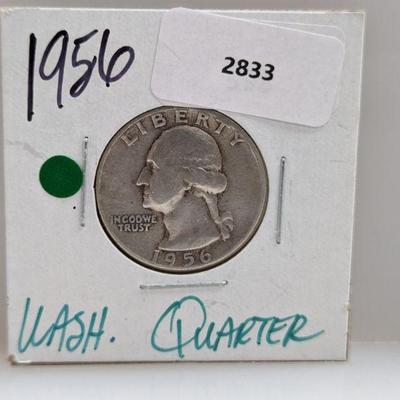 1956
2833
LIBERTY
IN GOD WE
TRUST
1956
WASH. QUARTER